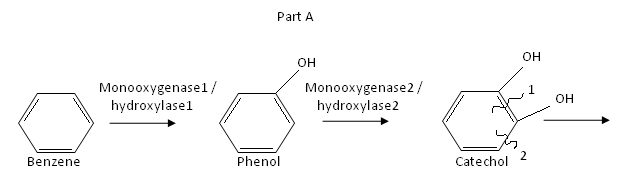 Part A
OH
Monooxygenase1 /
hydroxylase1
Monooxygenase2 /
hydroxylase2
OH
1
OH
2
Benzene
Phenol
Catechol